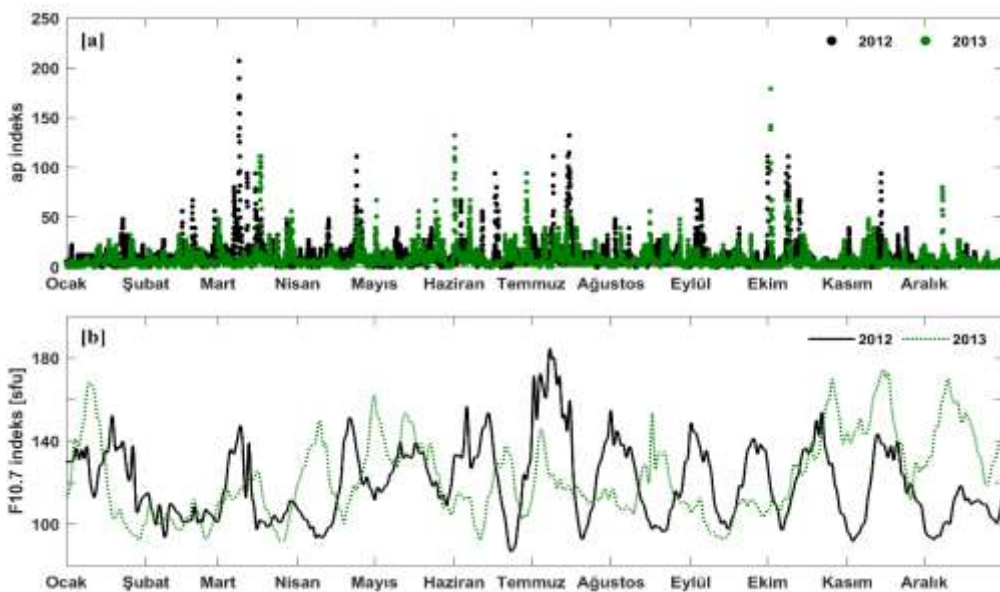 [a]
2012 2013
ap indeks
250
200
150
100
50
0
Ocak Şubat Mart Nisan Mayıs Haziran Temmuz Ağustos Eylül Ekim Kasım Aralık
[b]
2012 2013
F10.7 indeks [sfu]
180
140
100
Ocak Şubat Mart Nisan Mayıs Haziran Temmuz Ağustos Eylül Ekim Kasım Aralık